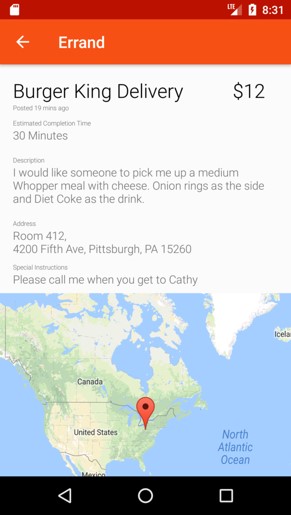 LTE 8:31
Errand
Burger King Delivery $12
Posted 19 mins ago
Estimated Completion Time
30 Minutes
Description
I would like someone to pick me up a medium
Whopper meal with cheese. Onion rings as the side
and Diet Coke as the drink.
Address
Room 412,
4200 Fifth Ave, Pittsburgh, PA 15260
Special Instructions
Please call me when you get to Cathy
Icela
Canada
United States
North
Atlantic
Ocean
Mexico